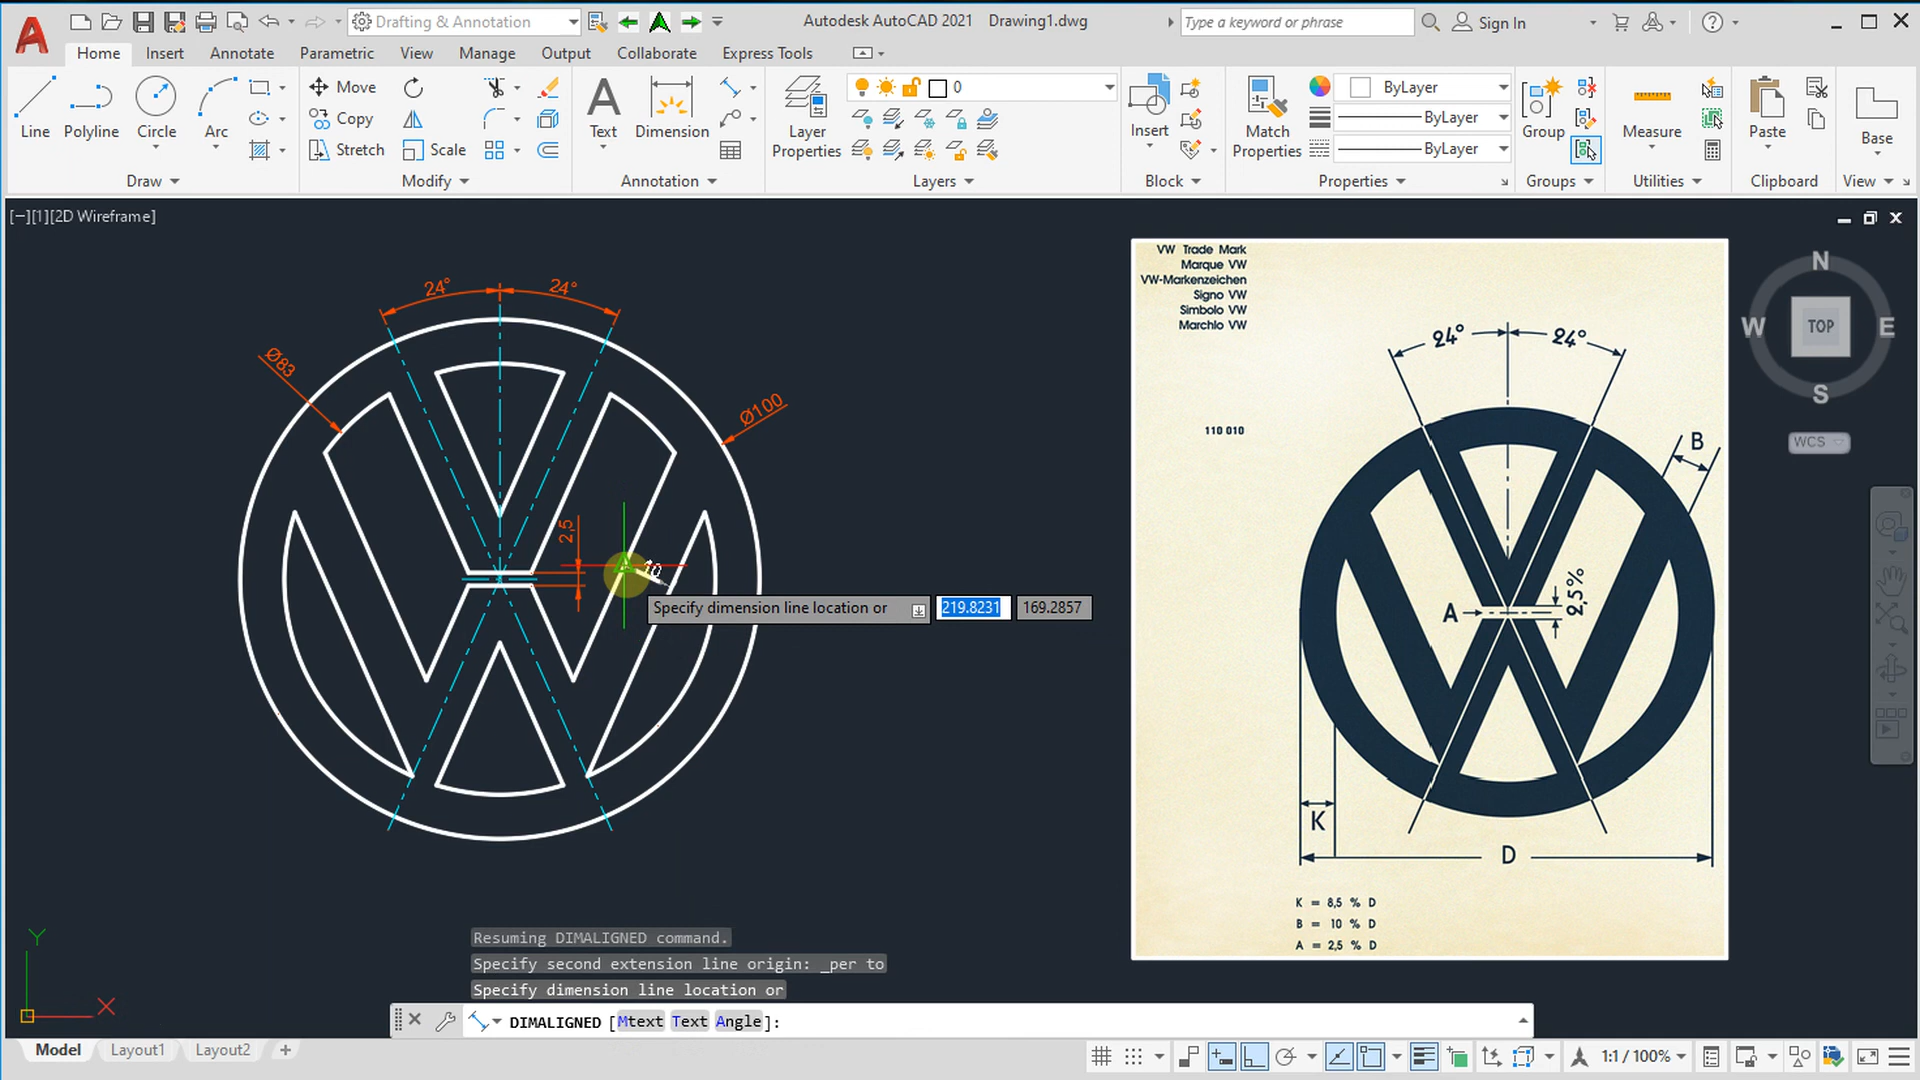 Drafting & Annotation
Autodesk AutoCAD 2021 Drawing1.dwg
Type a keyword or phrase
Sign In
Home Insert Annotate Parametric View Manage Output Collaborate Express Tools
Line Polyline Circle Arc
Move
Copy
Stretch Scale
Text Dimension
Layer
Properties
0
Insert
Match
Properties
ByLayer
ByLayer
ByLayer
Group
Measure
Paste
Base
Draw Modify Annotation Layers Block Properties Groups Utilities Clipboard View
[−][1][2D Wireframe]
24° 24°
Ø83
Ø100
2,5
10
Specify dimension line location or 219.8231 169.2857
VW Trade Mark
Marque VW
VW-Markenzeichen
Signo VW
Simbolo VW
Marchlo VW
110 010
24° 24°
B
A
2,5%
K
D
K = 8,5 % D
B = 10 % D
A = 2,5 % D
N
W TOP E
S
WCS
Y
X
Resuming DIMALIGNED command.
Specify second extension line origin: _per to
Specify dimension line location or
DIMALIGNED [Mtext Text Angle]:
Model Layout1 Layout2 +
1:1 / 100%